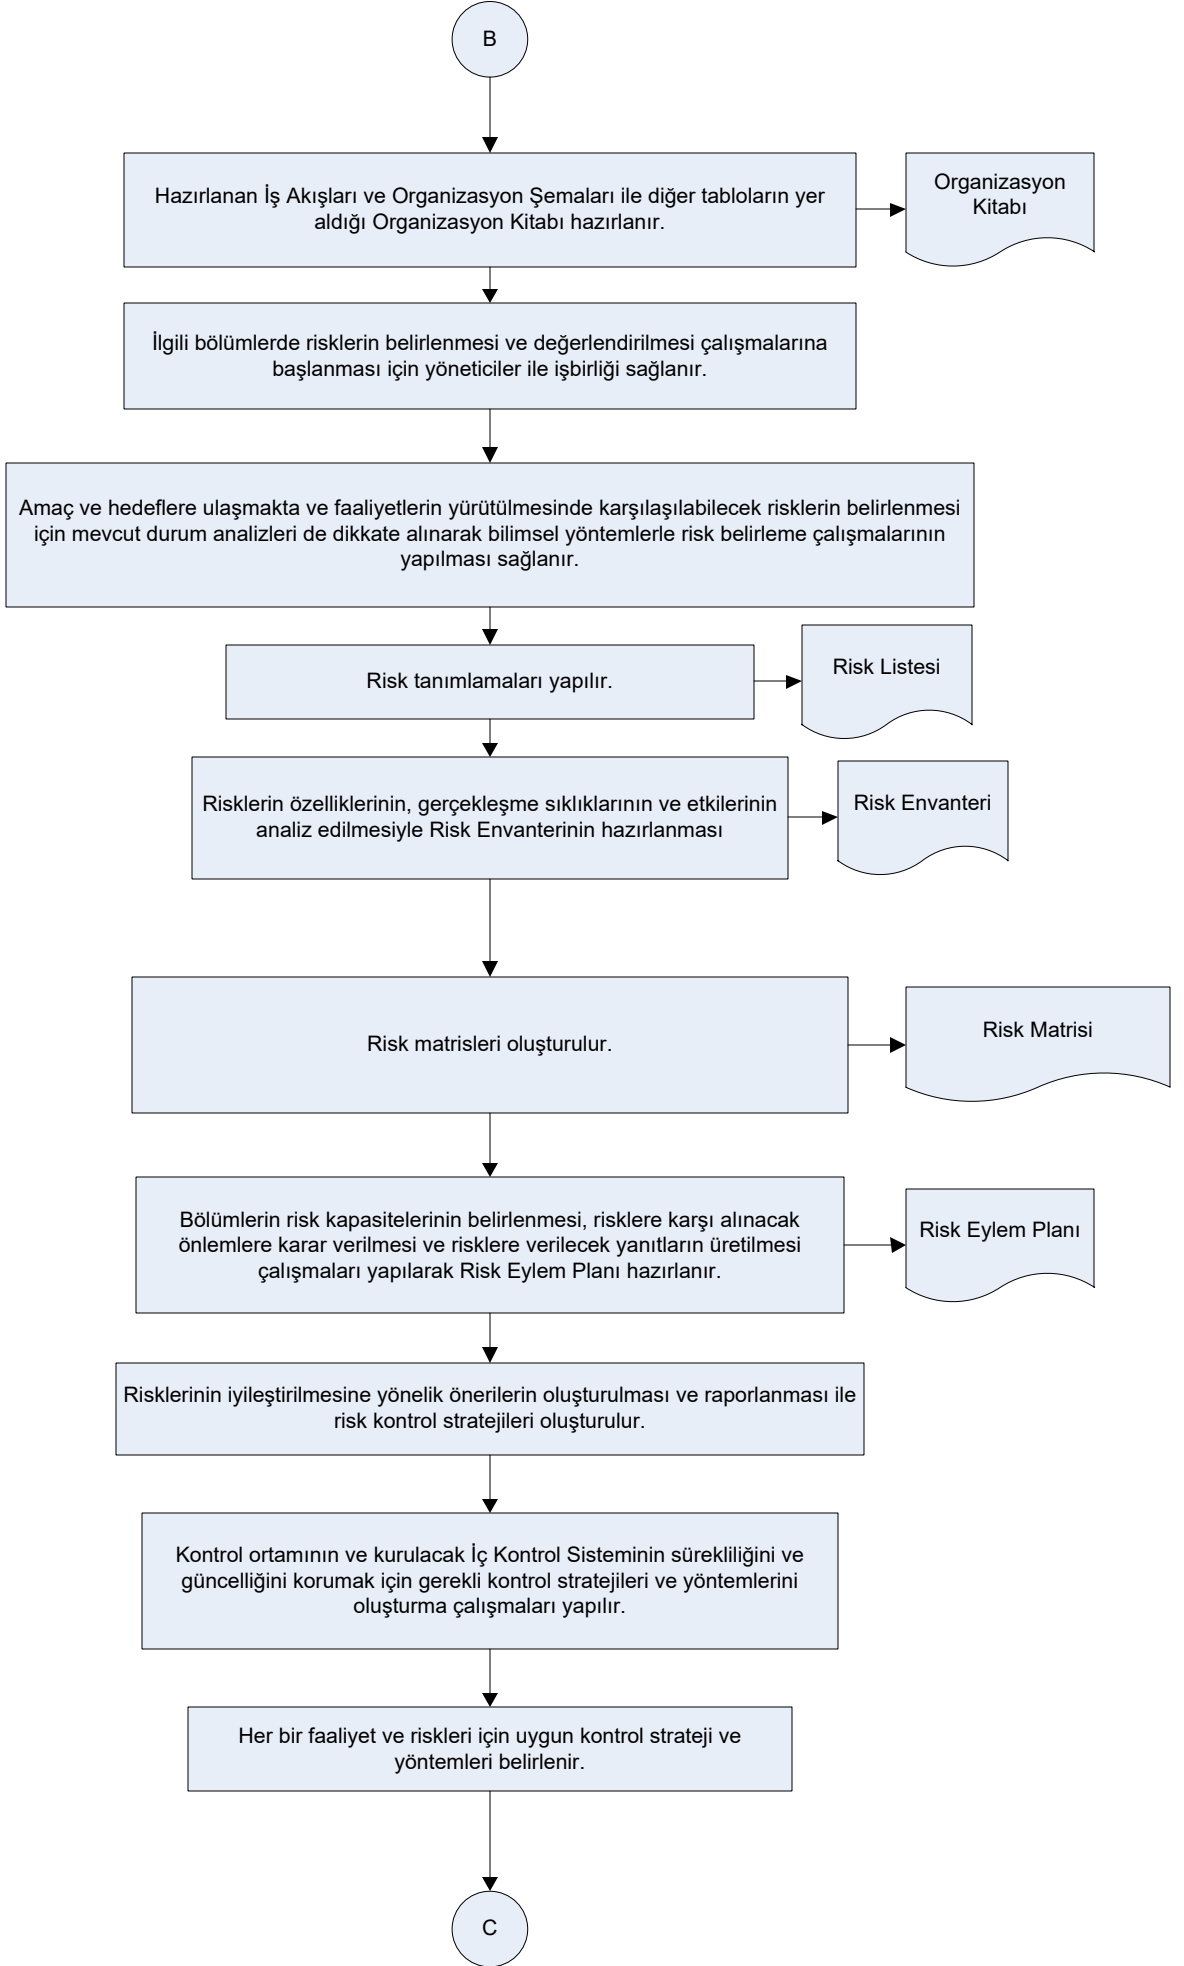 B
Hazırlanan İş Akışları ve Organizasyon Şemaları ile diğer tabloların yer
aldığı Organizasyon Kitabı hazırlanır.
Organizasyon
Kitabı
İlgili bölümlerde risklerin belirlenmesi ve değerlendirilmesi çalışmalarına
başlanması için yöneticiler ile işbirliği sağlanır.
Amaç ve hedeflere ulaşmakta ve faaliyetlerin yürütülmesinde karşılaşılabilecek risklerin belirlenmesi
için mevcut durum analizleri de dikkate alınarak bilimsel yöntemlerle risk belirleme çalışmalarının
yapılması sağlanır.
Risk tanımlamaları yapılır.
Risk Listesi
Risklerin özelliklerinin, gerçekleşme sıklıklarının ve etkilerinin
analiz edilmesiyle Risk Envanterinin hazırlanması
Risk Envanteri
Risk matrisleri oluşturulur.
Risk Matrisi
Bölümlerin risk kapasitelerinin belirlenmesi, risklere karşı alınacak
önlemlere karar verilmesi ve risklere verilecek yanıtların üretilmesi
çalışmaları yapılarak Risk Eylem Planı hazırlanır.
Risk Eylem Planı
Risklerinin iyileştirilmesine yönelik önerilerin oluşturulması ve raporlanması ile
risk kontrol stratejileri oluşturulur.
Kontrol ortamının ve kurulacak İç Kontrol Sisteminin sürekliliğini ve
güncelliğini korumak için gerekli kontrol stratejileri ve yöntemlerini
oluşturma çalışmaları yapılır.
Her bir faaliyet ve riskleri için uygun kontrol strateji ve
yöntemleri belirlenir.
C